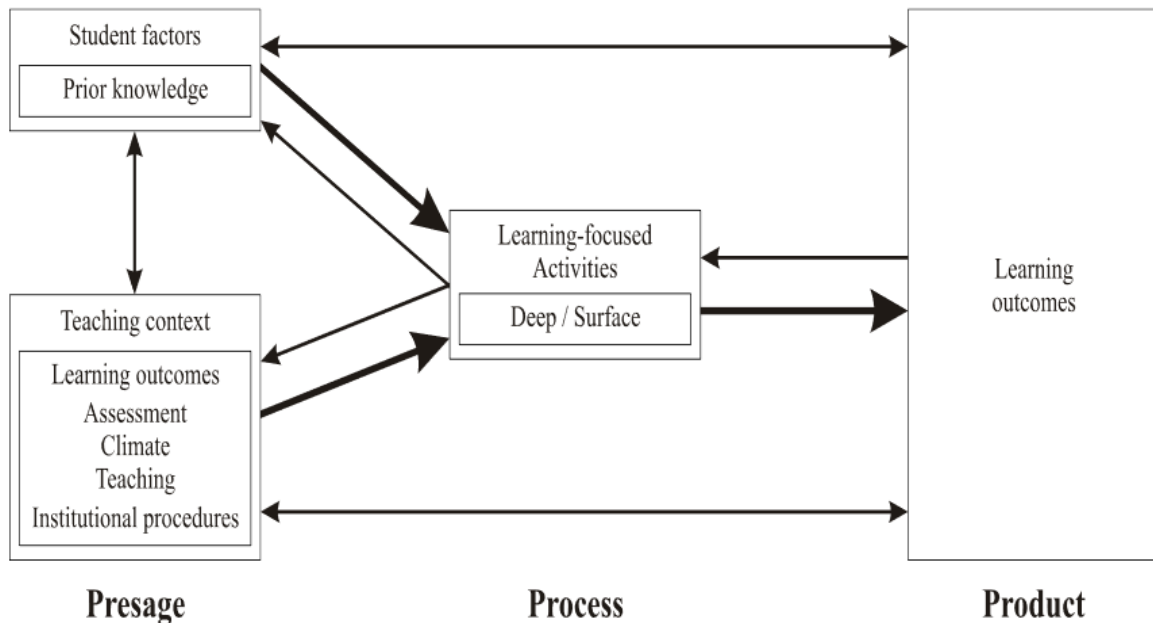 Student factors
Prior knowledge
Teaching context
Learning outcomes
Assessment
Climate
Teaching
Institutional procedures
Learning-focused
Activities
Deep / Surface
Learning
outcomes
Presage
Process
Product